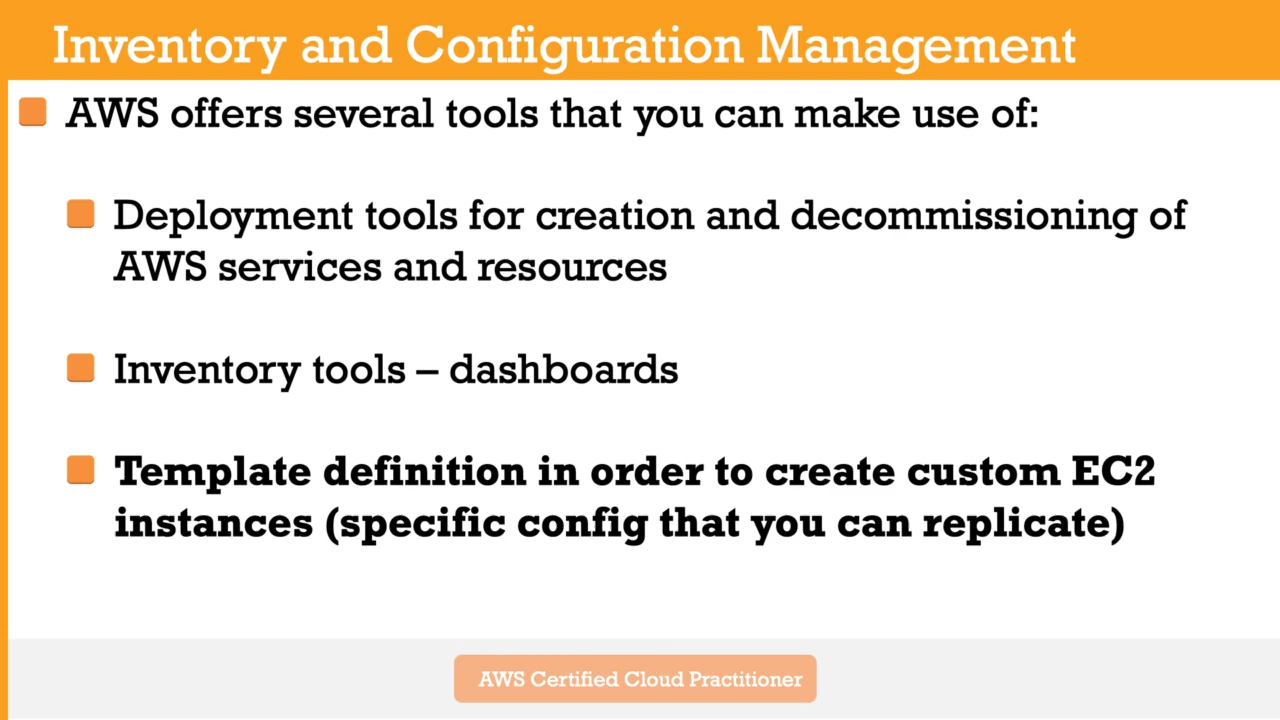 Inventory and Configuration Management
AWS offers several tools that you can make use of:
Deployment tools for creation and decommissioning of
AWS services and resources
Inventory tools – dashboards
Template definition in order to create custom EC2
instances (specific config that you can replicate)
AWS Certified Cloud Practitioner